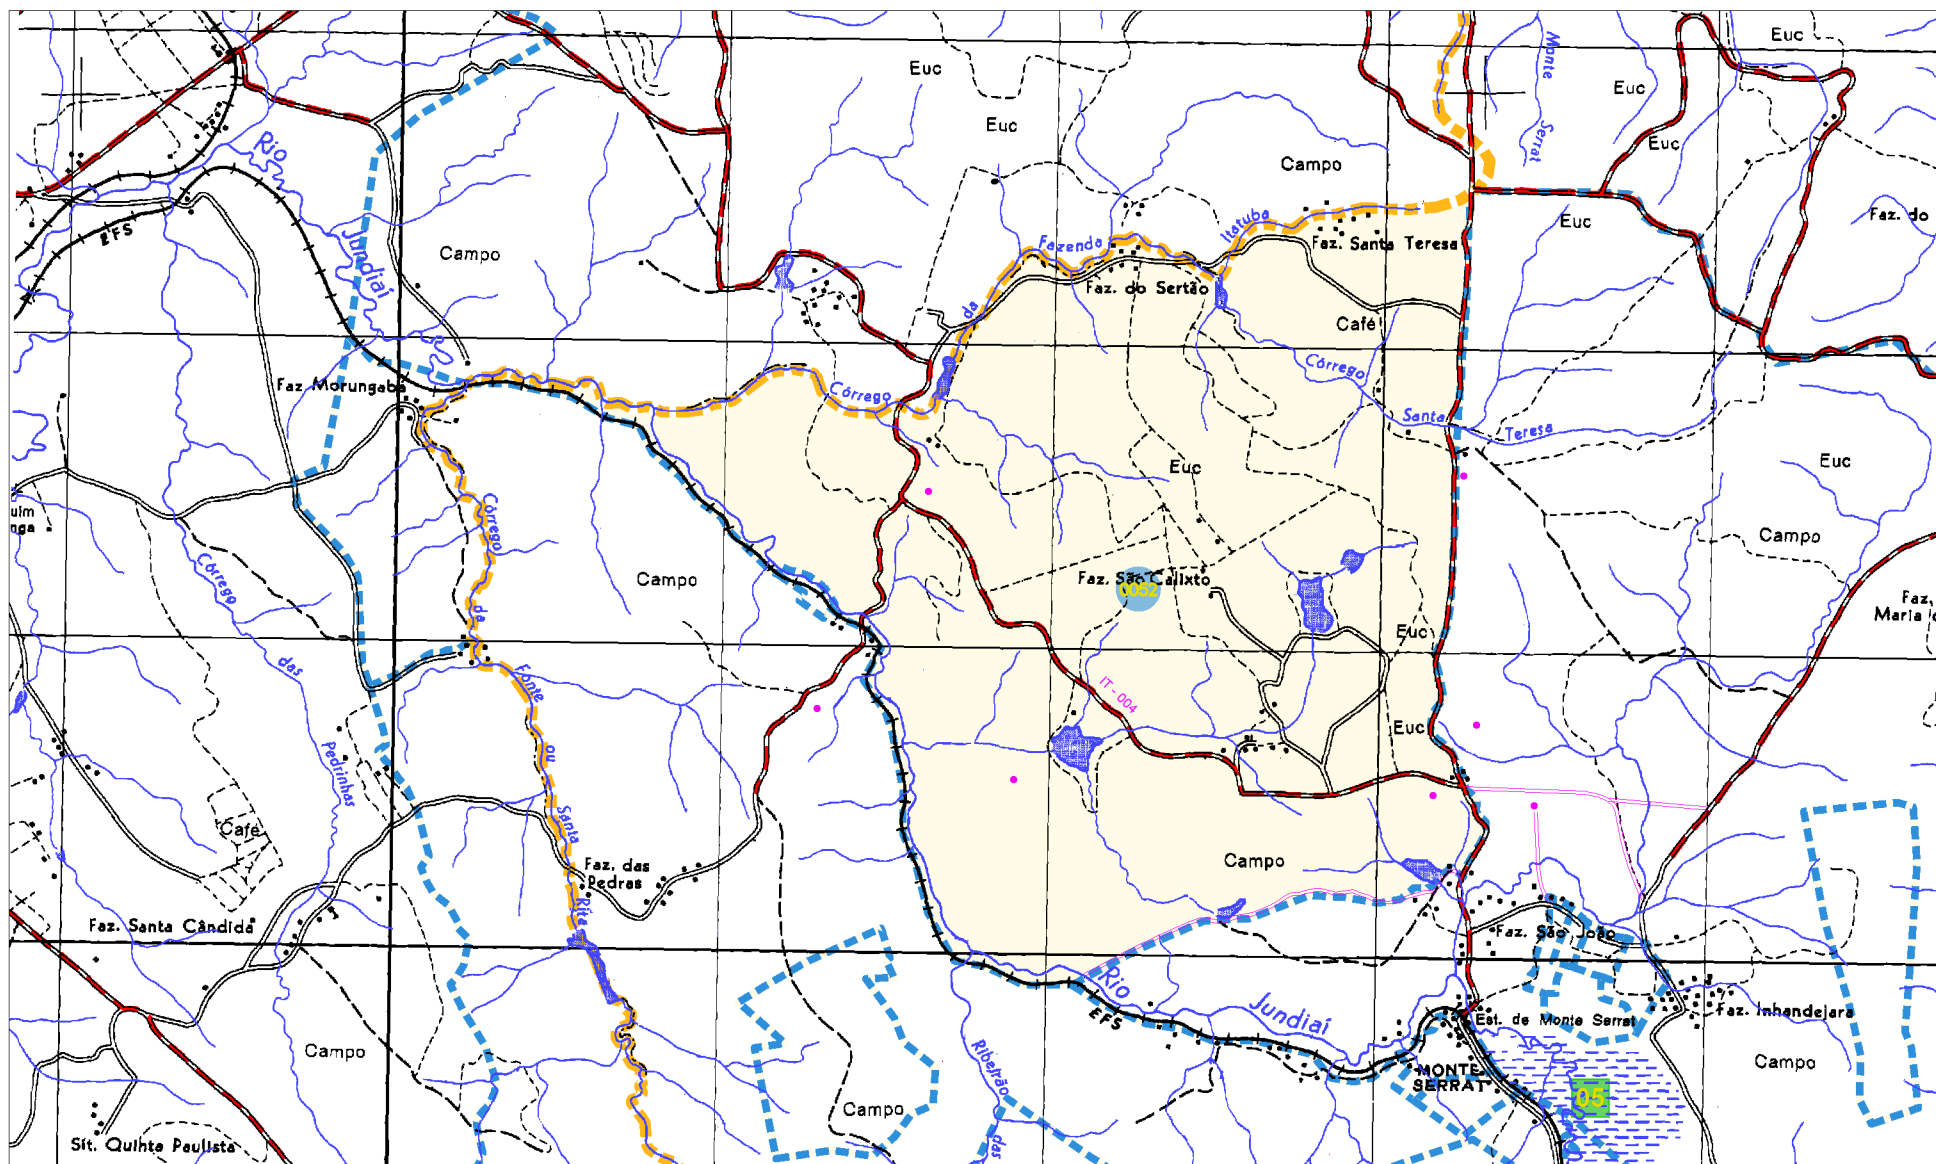 Euc
Monte
Serrat
Euc
Euc
Euc
Euc
Rio
Jundiaí
EFS
Campo
Campo
Itatuba
Euc
Faz. do
Fazenda
Faz. Santa Teresa
Faz. do Sertão
da
Café
Córrego
Faz Morungaba
Córrego
Santa
Teresa
Euc
Euc
Córrego
Campo
Córrego
Campo
Faz. São Calixto
0052
Faz.
Maria
da
Euc
das
Fonte
IT - 004
Euc
ou
Pedrinhas
Santa
Café
Campo
Faz. das
Pedras
Rita
Faz. Santa Cândida
Faz. São João
Rio
Jundiaí
EFS
Est. de Monte Serrat
Faz. Inhandejara
Campo
Ribeirão
Campo
MONTE
SERRAT
05
Campo
das
Sít. Quinta Paulista